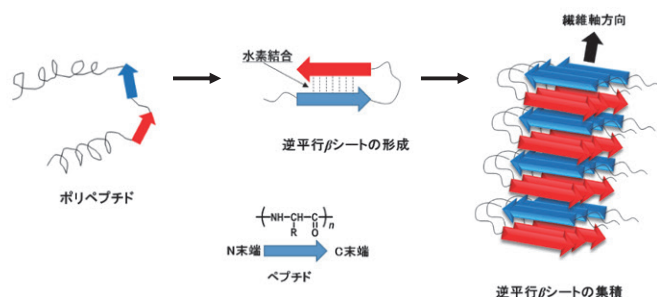 繊維軸方向
水素結合
逆平行βシートの形成
ポリペプチド
NH-CH-C
R
O
n
N末端
C末端
ペプチド
逆平行βシートの集積